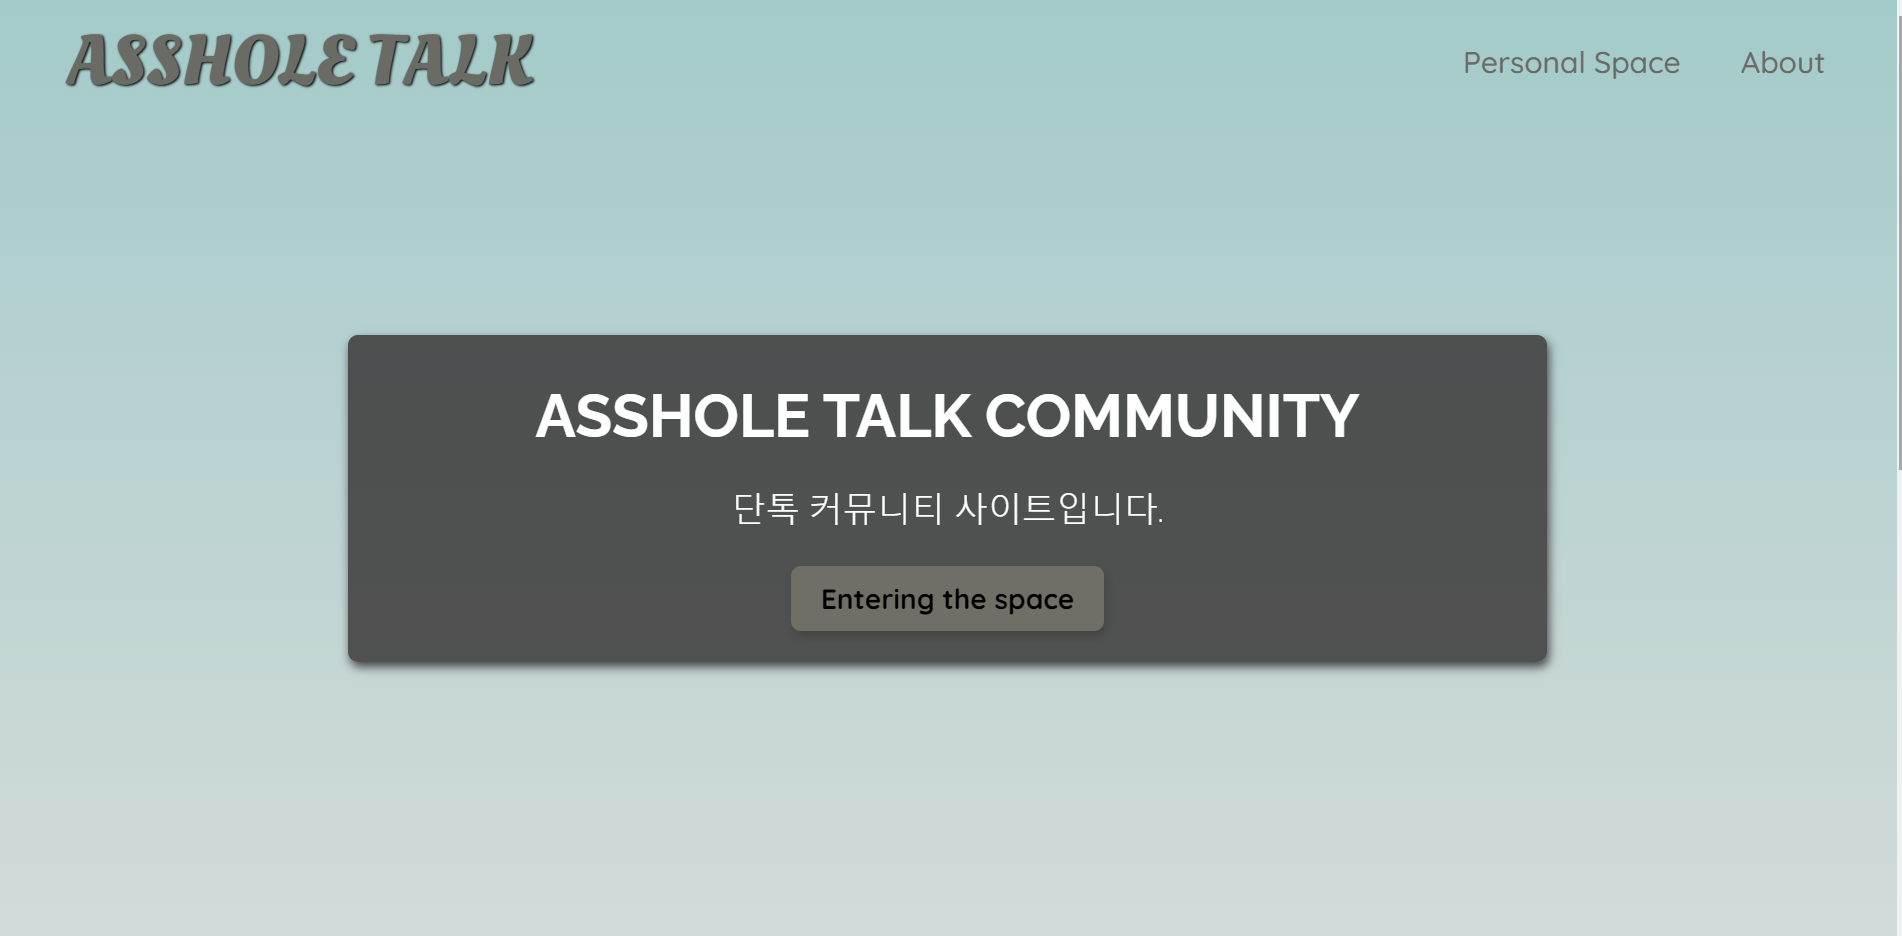 ASSHOLE TALK
Personal Space
About
ASSHOLE TALK COMMUNITY
단톡 커뮤니티 사이트입니다.
Entering the space